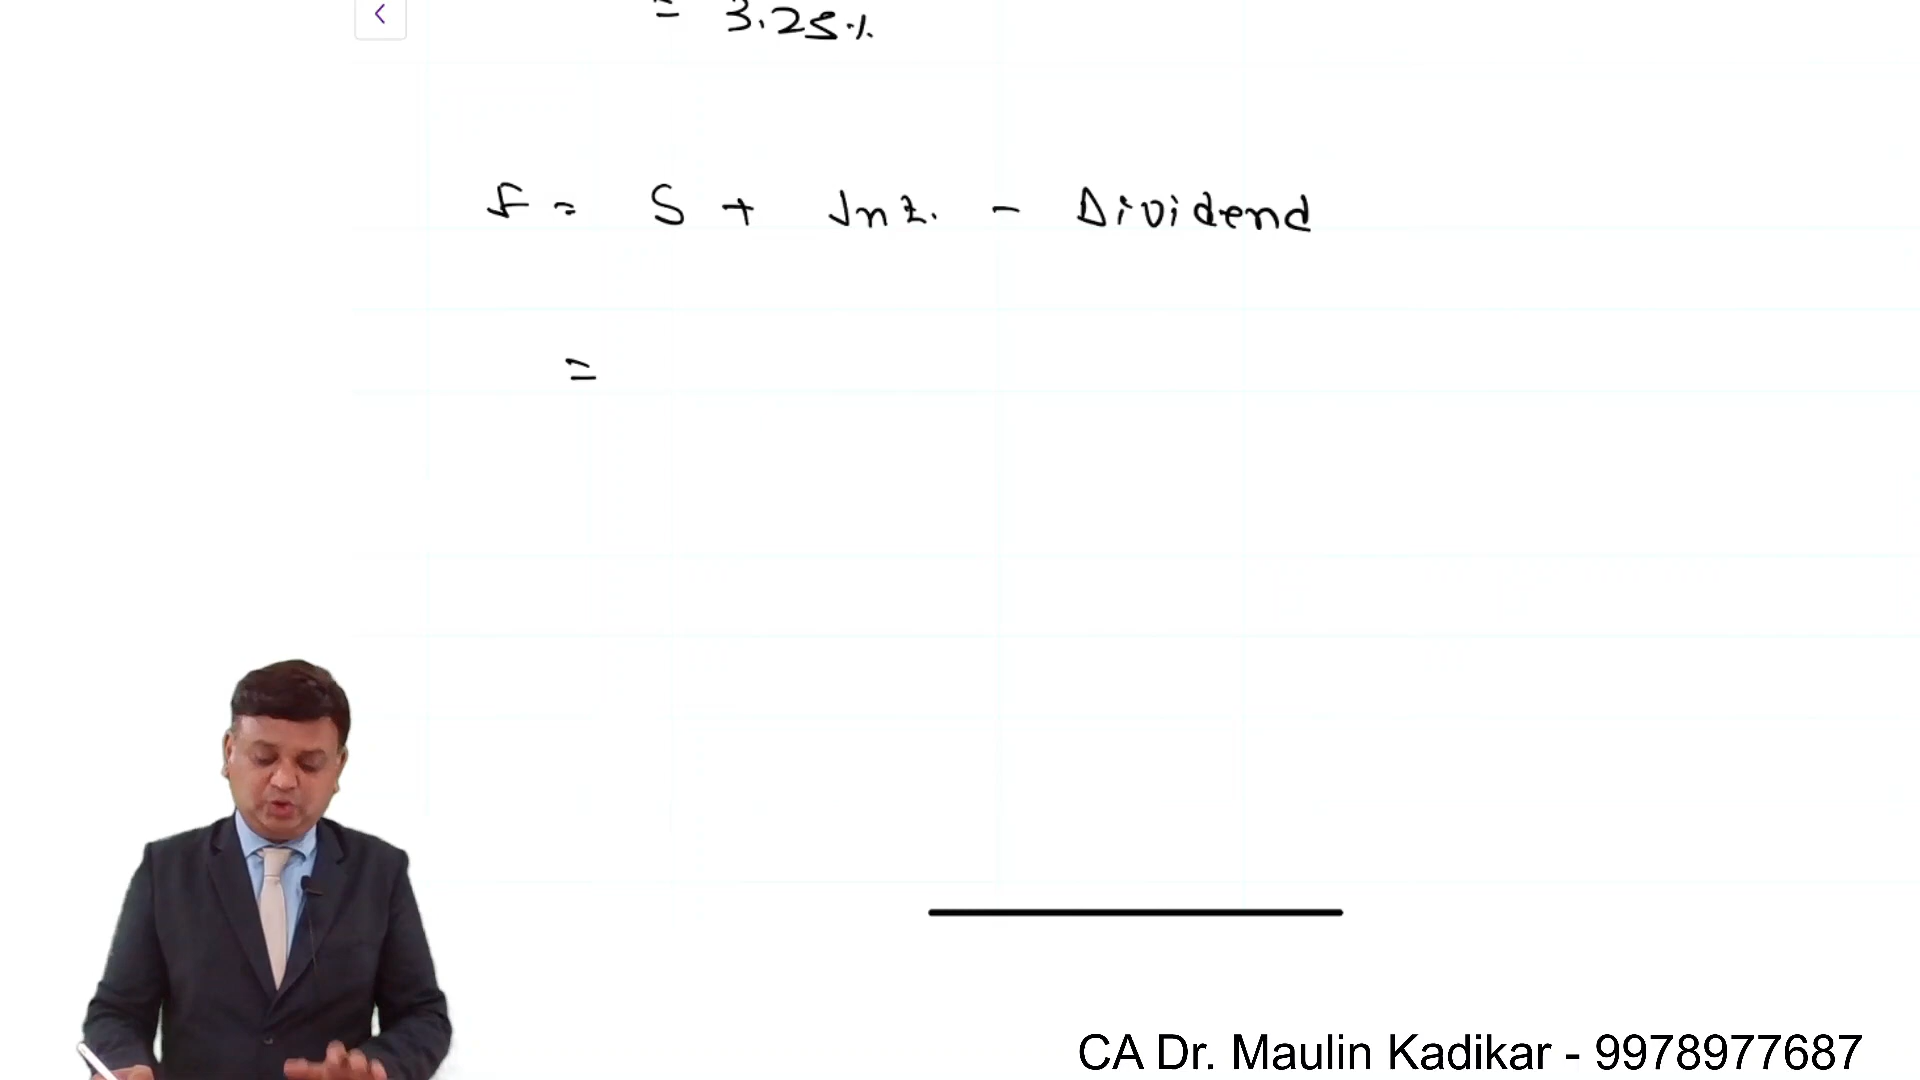 = 3.25%
F = S + Int. - Dividend
=
CA Dr. Maulin Kadikar - 9978977687